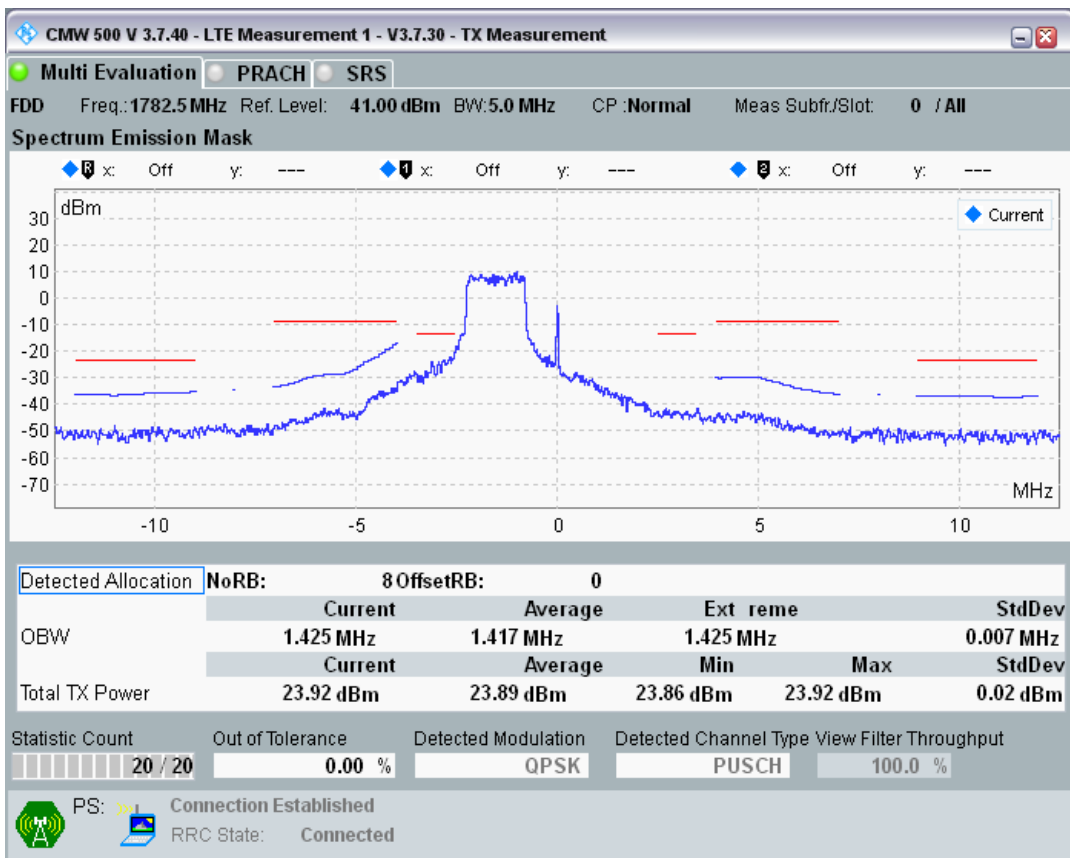 CMW 500 V 3.7.40 - LTE Measurement 1 - V3.7.30 - TX Measurement
Multi Evaluation PRACH SRS
FDD Freq.: 1782.5 MHz Ref. Level: 41.00 dBm BW: 5.0 MHz CP : Normal Meas Subfr./Slot: 0 / All
Spectrum Emission Mask
R x: Off y: --- 1 x: Off y: --- 2 x: Off y: ---
dBm
Current
30
20
10
0
-10
-20
-30
-40
-50
-60
-70
MHz
-10 -5 0 5 10
Detected Allocation NoRB: 8 OffsetRB: 0
Current Average Ext reme StdDev
OBW 1.425 MHz 1.417 MHz 1.425 MHz 0.007 MHz
Current Average Min Max StdDev
Total TX Power 23.92 dBm 23.89 dBm 23.86 dBm 23.92 dBm 0.02 dBm
Statistic Count Out of Tolerance Detected Modulation Detected Channel Type View Filter Throughput
20 / 20 0.00 % QPSK PUSCH 100.0 %
PS: Connection Established
RRC State: Connected